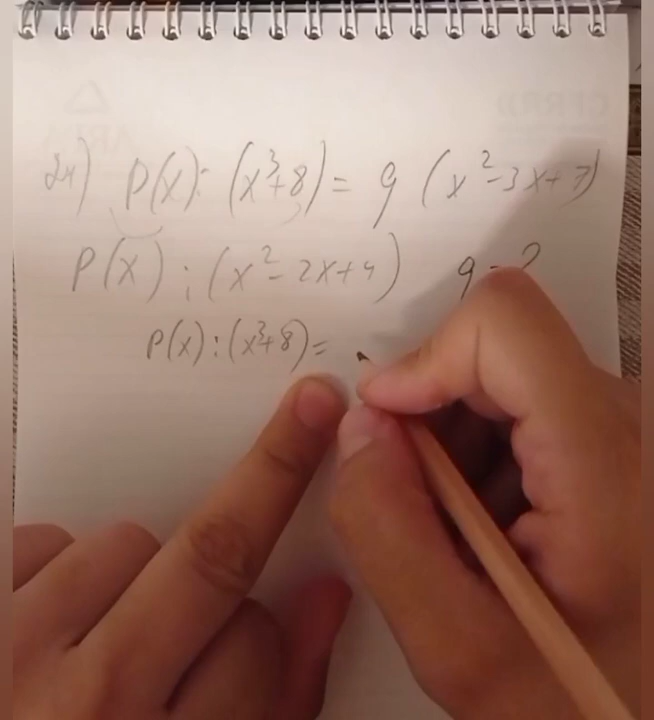 24) P(x): (x³+8) = q (x²-3x+7)
P(x) : (x²-2x+4) q-?
P(x) : (x³+8)=